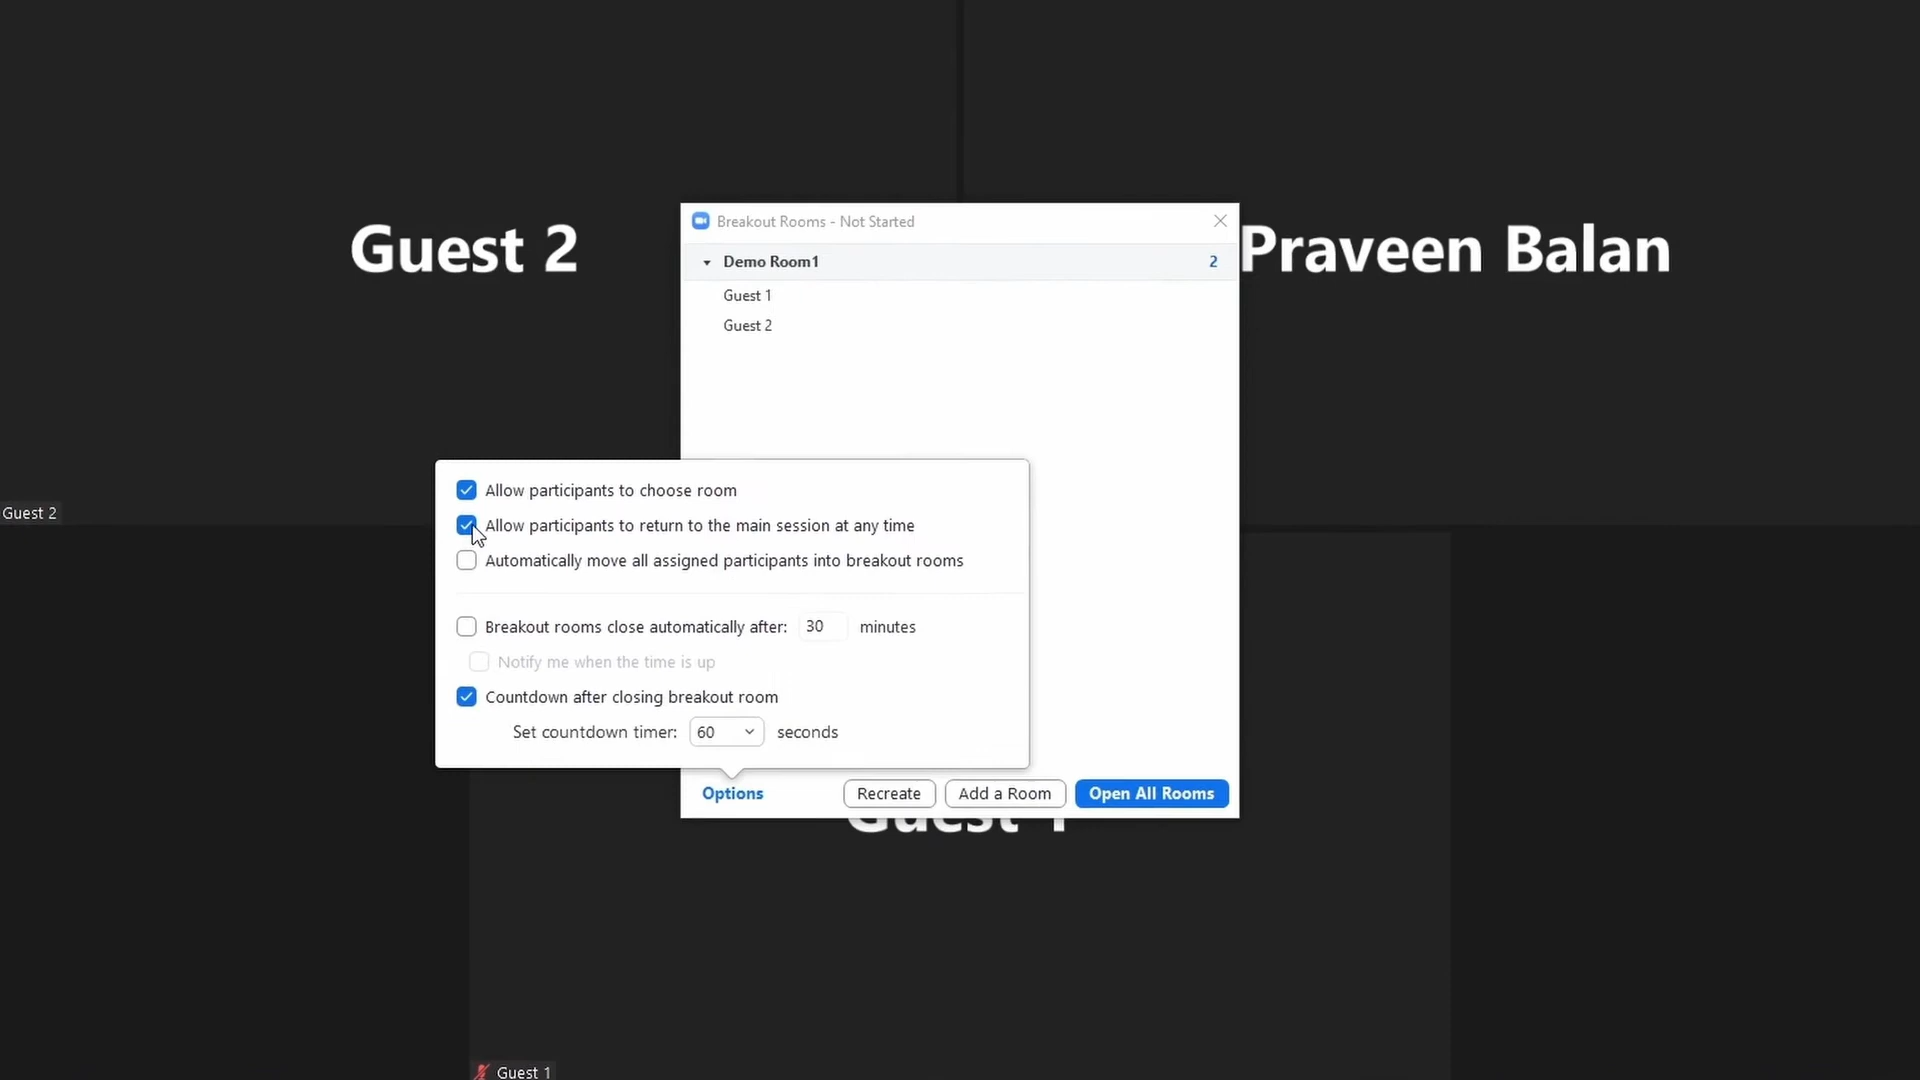 Breakout Rooms - Not Started
Guest 2
Praveen Balan
Demo Room1 2
Guest 1
Guest 2
Allow participants to choose room
Guest 2
Allow participants to return to the main session at any time
Automatically move all assigned participants into breakout rooms
Breakout rooms close automatically after: 30 minutes
Notify me when the time is up
Countdown after closing breakout room
Set countdown timer: 60 seconds
Options Recreate Add a Room Open All Rooms
Guest 1
Guest 1